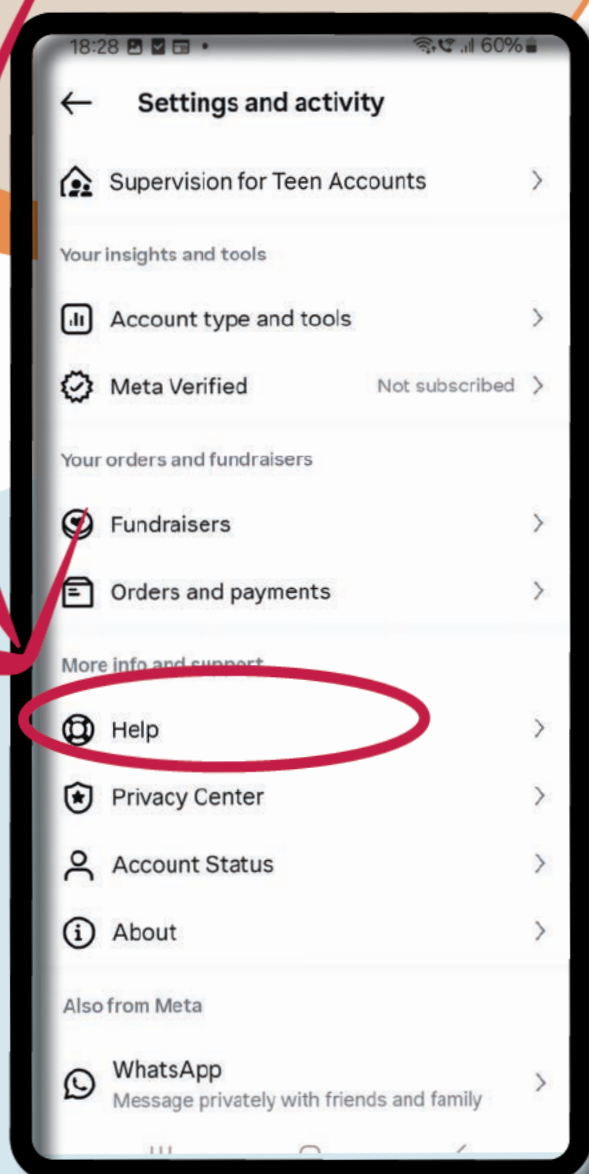 18:28 60%
Settings and activity
Supervision for Teen Accounts
Your insights and tools
Account type and tools
Meta Verified Not subscribed
Your orders and fundraisers
Fundraisers
Orders and payments
More info and support
Help
Privacy Center
Account Status
About
Also from Meta
WhatsApp
Message privately with friends and family